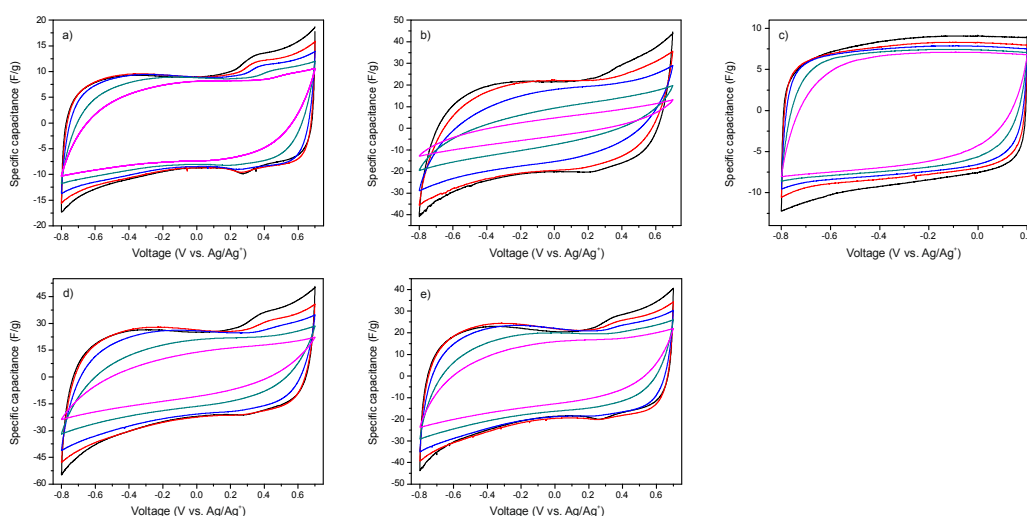 a)
Specific capacitance (F/g)
20
15
10
5
0
-5
-10
-15
-20
-0.8 -0.6 -0.4 -0.2 0.0 0.2 0.4 0.6
Voltage (V vs. Ag/Ag+)
b)
Specific capacitance (F/g)
50
40
30
20
10
0
-10
-20
-30
-40
-0.8 -0.6 -0.4 -0.2 0.0 0.2 0.4 0.6
Voltage (V vs. Ag/Ag+)
c)
Specific capacitance (F/g)
10
5
0
-5
-10
-0.8 -0.6 -0.4 -0.2 0.0 0.2
Voltage (V vs. Ag/Ag+)
d)
Specific capacitance (F/g)
45
30
15
0
-15
-30
-45
-60
-0.8 -0.6 -0.4 -0.2 0.0 0.2 0.4 0.6
Voltage (V vs. Ag/Ag+)
e)
Specific capacitance (F/g)
40
30
20
10
0
-10
-20
-30
-40
-50
-0.8 -0.6 -0.4 -0.2 0.0 0.2 0.4 0.6
Voltage (V vs. Ag/Ag+)